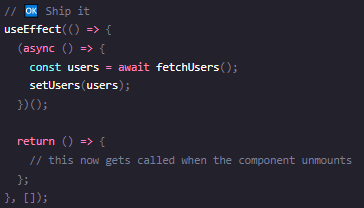 // 🆗 Ship it
useEffect(() => {
  (async () => {
    const users = await fetchUsers();
    setUsers(users);
  })();

  return () => {
    // this now gets called when the component unmounts
  };
}, []);